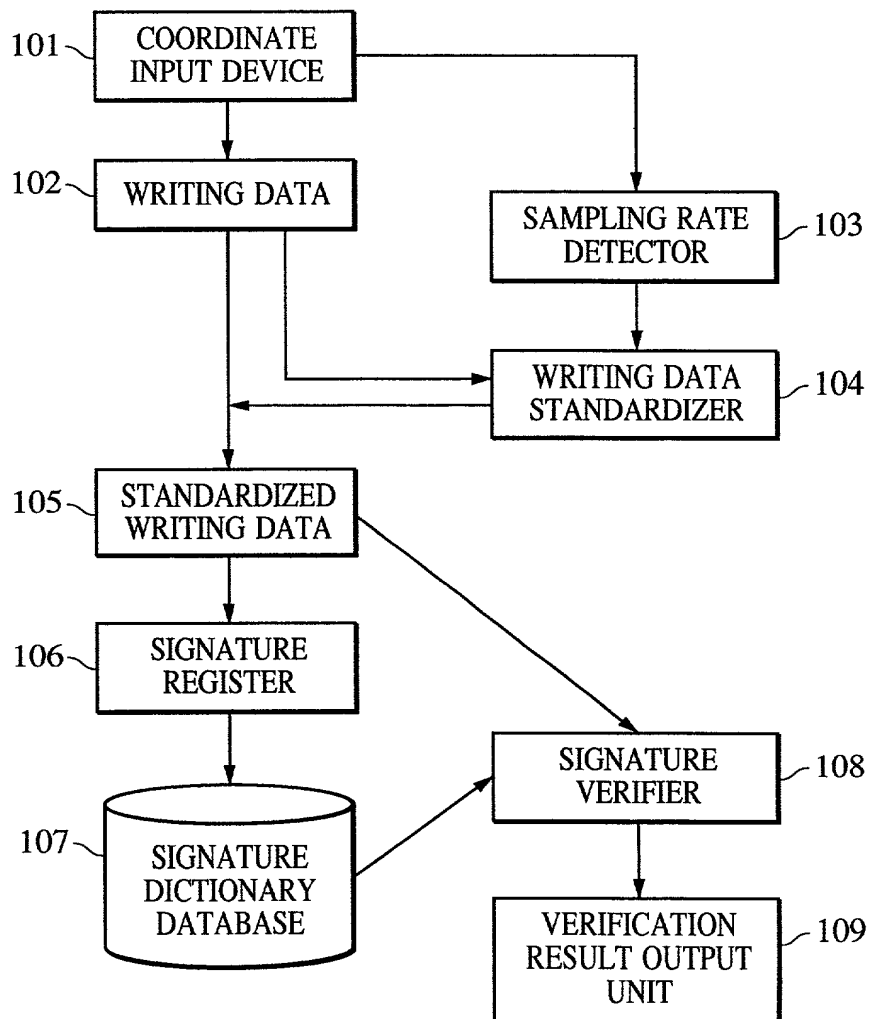 101
COORDINATE
INPUT DEVICE
102
WRITING DATA
SAMPLING RATE
DETECTOR
103
WRITING DATA
STANDARDIZER
104
105
STANDARDIZED
WRITING DATA
106
SIGNATURE
REGISTER
SIGNATURE
VERIFIER
108
107
SIGNATURE
DICTIONARY
DATABASE
VERIFICATION
RESULT OUTPUT
UNIT
109